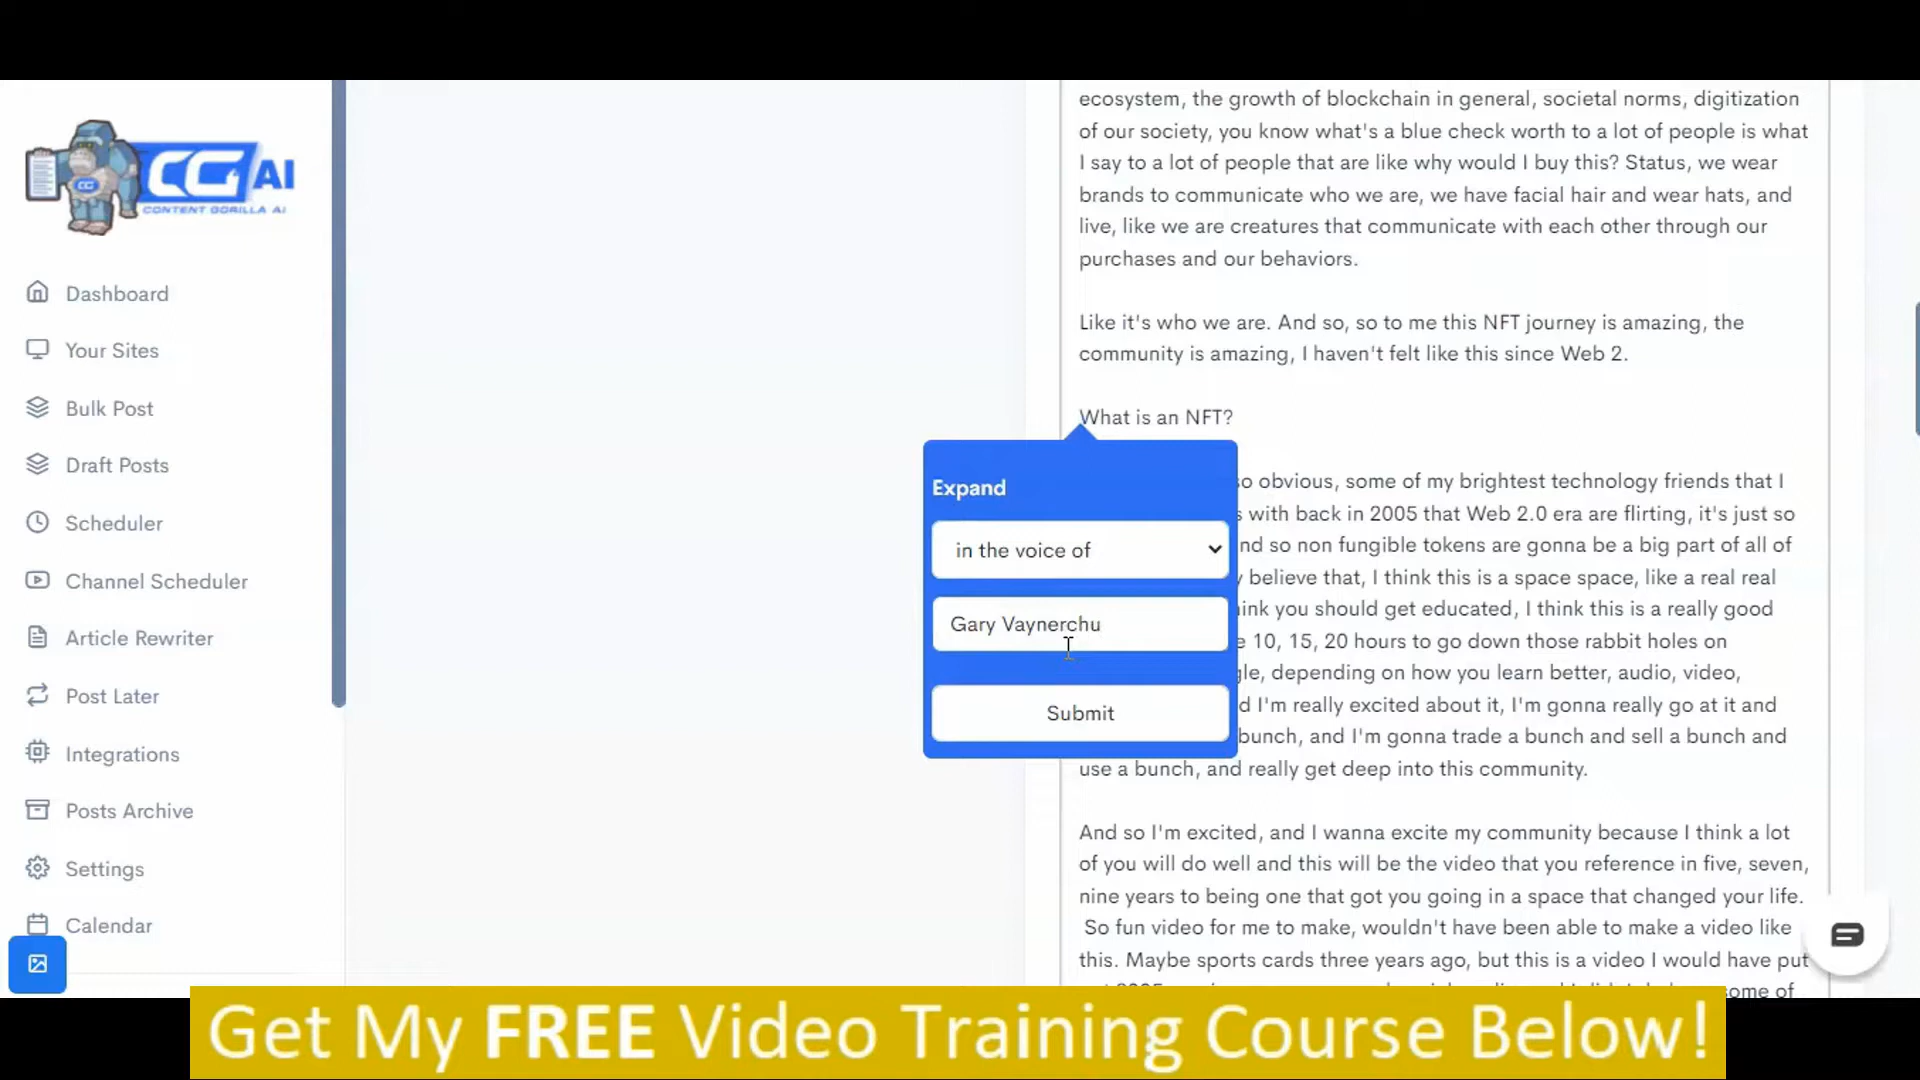 CG AI
CONTENT GORILLA AI
CG
Dashboard
Your Sites
Bulk Post
Draft Posts
Scheduler
Channel Scheduler
Article Rewriter
Post Later
Integrations
Posts Archive
Settings
Calendar
ecosystem, the growth of blockchain in general, societal norms, digitization
of our society, you know what's a blue check worth to a lot of people is what
I say to a lot of people that are like why would I buy this? Status, we wear
brands to communicate who we are, we have facial hair and wear hats, and
live, like we are creatures that communicate with each other through our
purchases and our behaviors.
Like it's who we are. And so, so to me this NFT journey is amazing, the
community is amazing, I haven't felt like this since Web 2.
What is an NFT?
Expand
in the voice of
Gary Vaynerchu
Submit
so obvious, some of my brightest technology friends that I
s with back in 2005 that Web 2.0 era are flirting, it's just so
nd so non fungible tokens are gonna be a big part of all of
y believe that, I think this is a space space, like a real real
ink you should get educated, I think this is a really good
e 10, 15, 20 hours to go down those rabbit holes on
gle, depending on how you learn better, audio, video,
d I'm really excited about it, I'm gonna really go at it and
bunch, and I'm gonna trade a bunch and sell a bunch and
use a bunch, and really get deep into this community.
And so I'm excited, and I wanna excite my community because I think a lot
of you will do well and this will be the video that you reference in five, seven,
nine years to being one that got you going in a space that changed your life.
So fun video for me to make, wouldn't have been able to make a video like
this. Maybe sports cards three years ago, but this is a video I would have put
some of
Get My FREE Video Training Course Below!